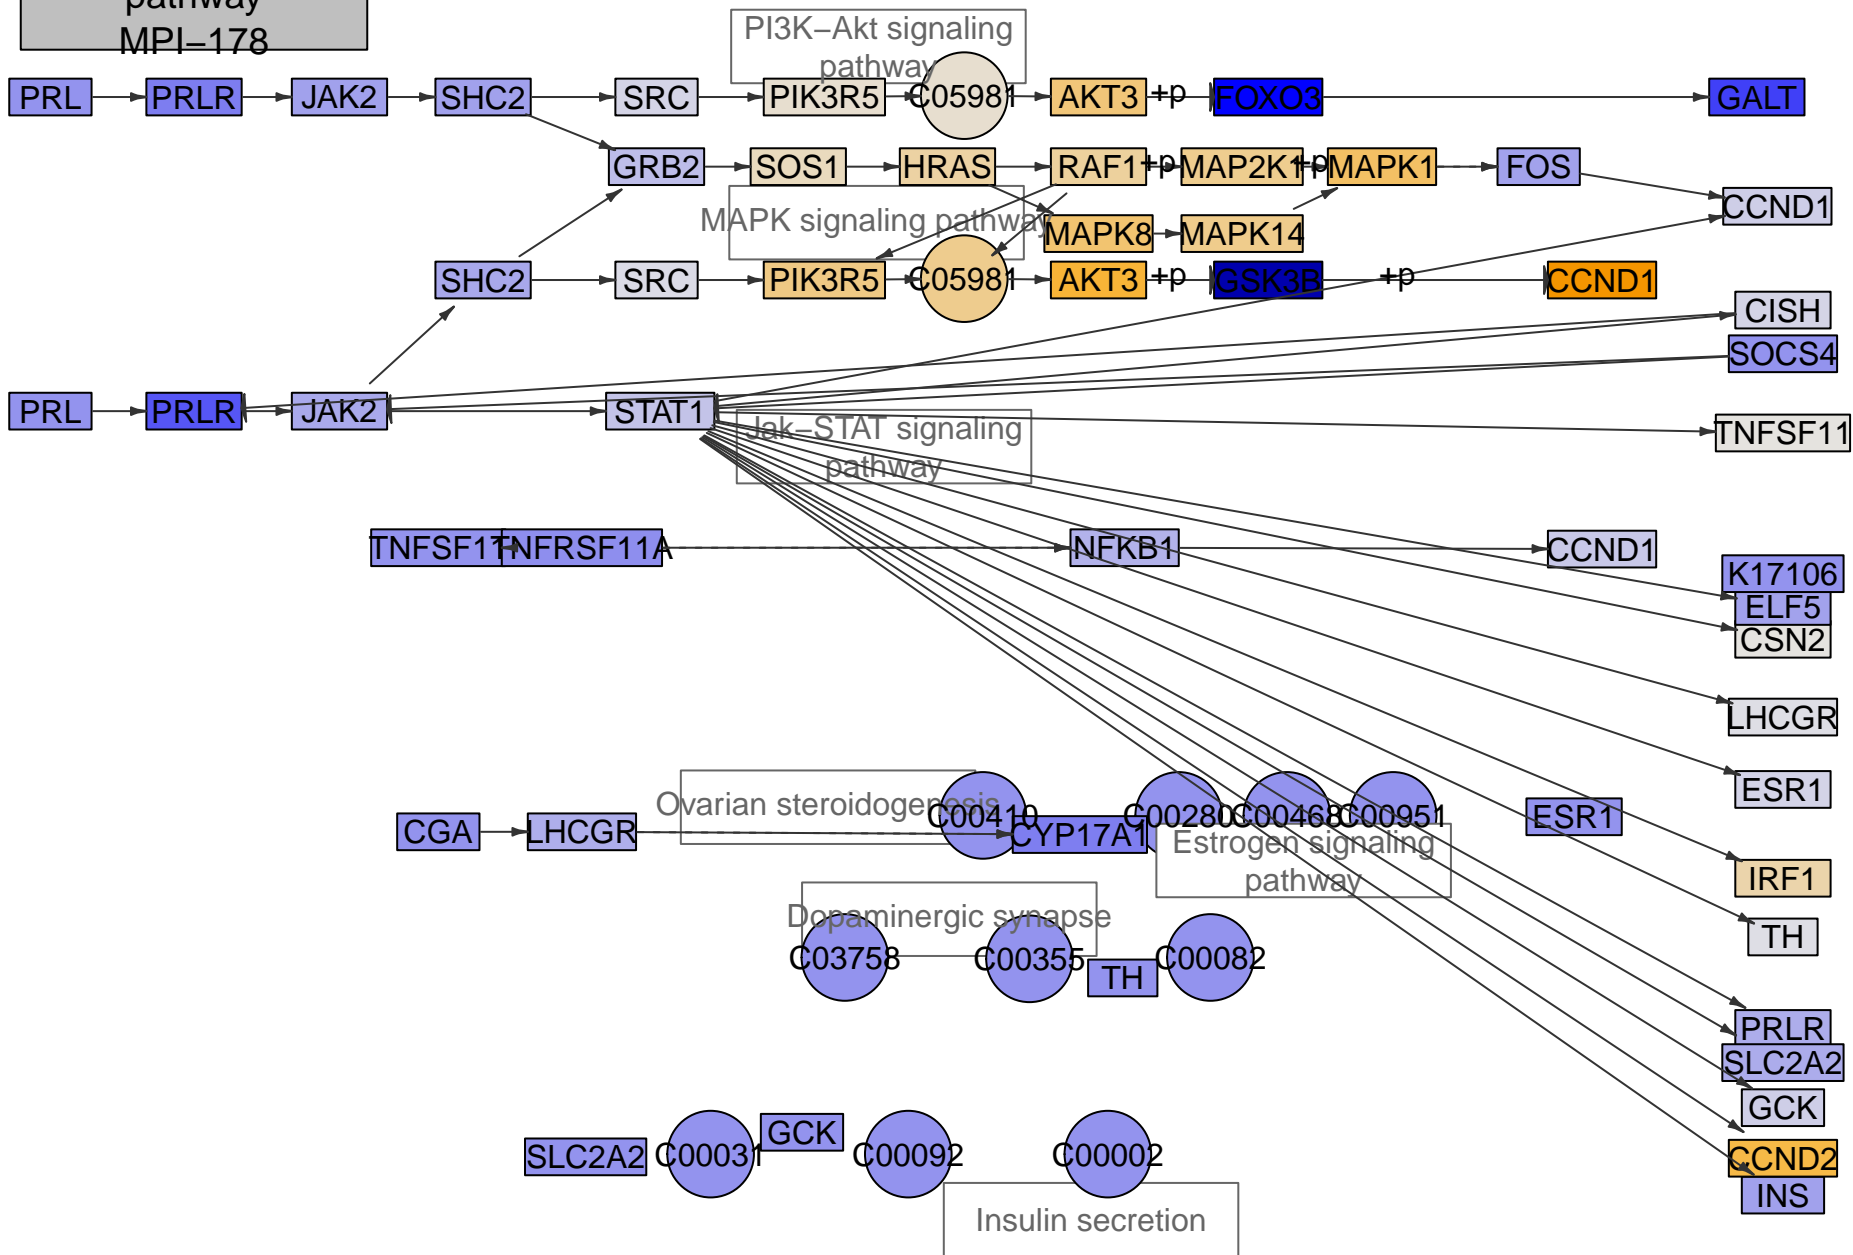 pathway
MPI−178
PI3K−Akt signaling
pathway
PRL
PRLR
JAK2
SHC2
SRC
PIK3R5
C05981
AKT3
+p
FOXO3
GALT
GRB2
SOS1
HRAS
RAF1
+p
MAP2K1
+p
MAPK1
FOS
CCND1
MAPK signaling pathway
MAPK8
MAPK14
SHC2
SRC
PIK3R5
C05981
AKT3
+p
GSK3B
+p
CCND1
CISH
SOCS4
PRL
PRLR
JAK2
STAT1
Jak−STAT signaling
pathway
TNFSF11
TNFSF11
TNFRSF11A
NFKB1
CCND1
K17106
ELF5
CSN2
LHCGR
ESR1
Ovarian steroidogenesis
C00410
C00280
C00468
C00951
ESR1
CGA
LHCGR
CYP17A1
Estrogen signaling
pathway
IRF1
Dopaminergic synapse
TH
C03758
C00355
TH
C00082
PRLR
SLC2A2
GCK
GCK
SLC2A2
C00031
C00092
C00002
CCND2
INS
Insulin secretion